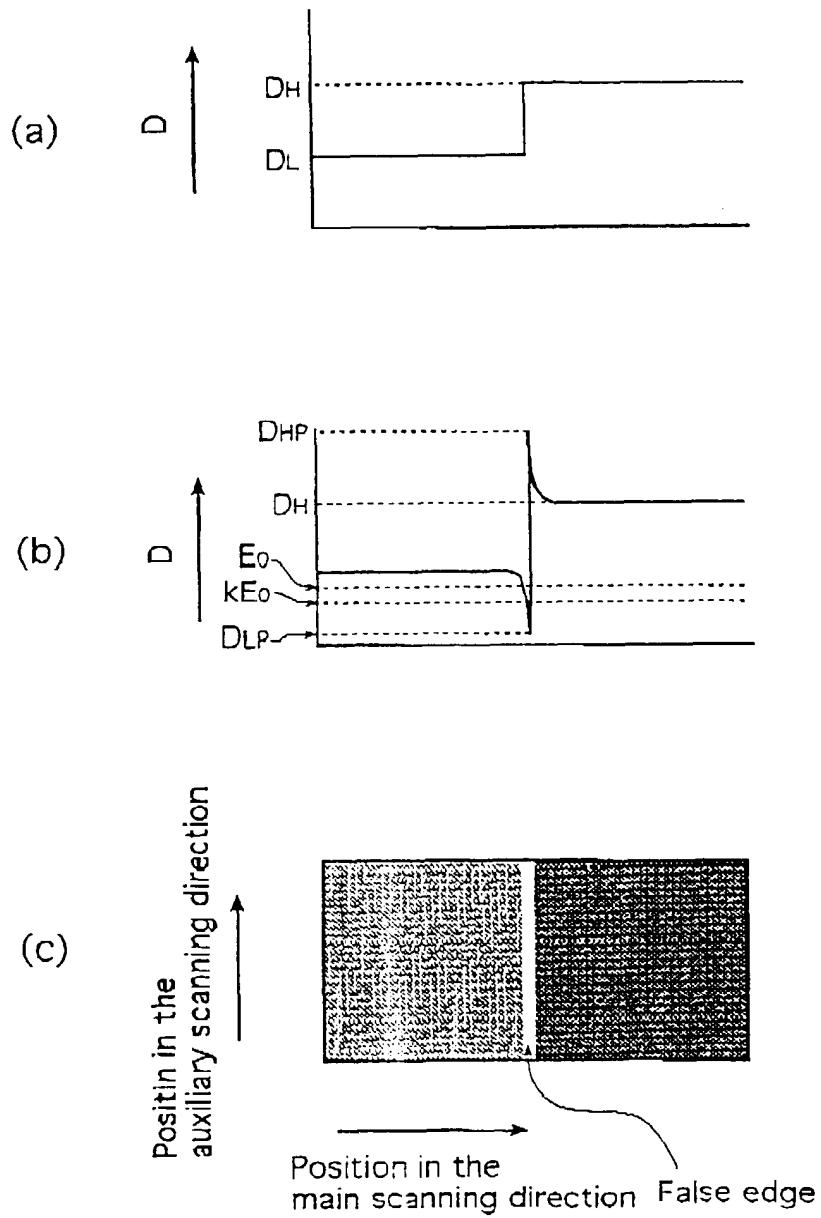 (a)
D
DH
DL
(b)
D
DHP
DH
E0
kE0
DLP
(c)
Positin in the
auxiliary scanning direction
Position in the
main scanning direction
False edge